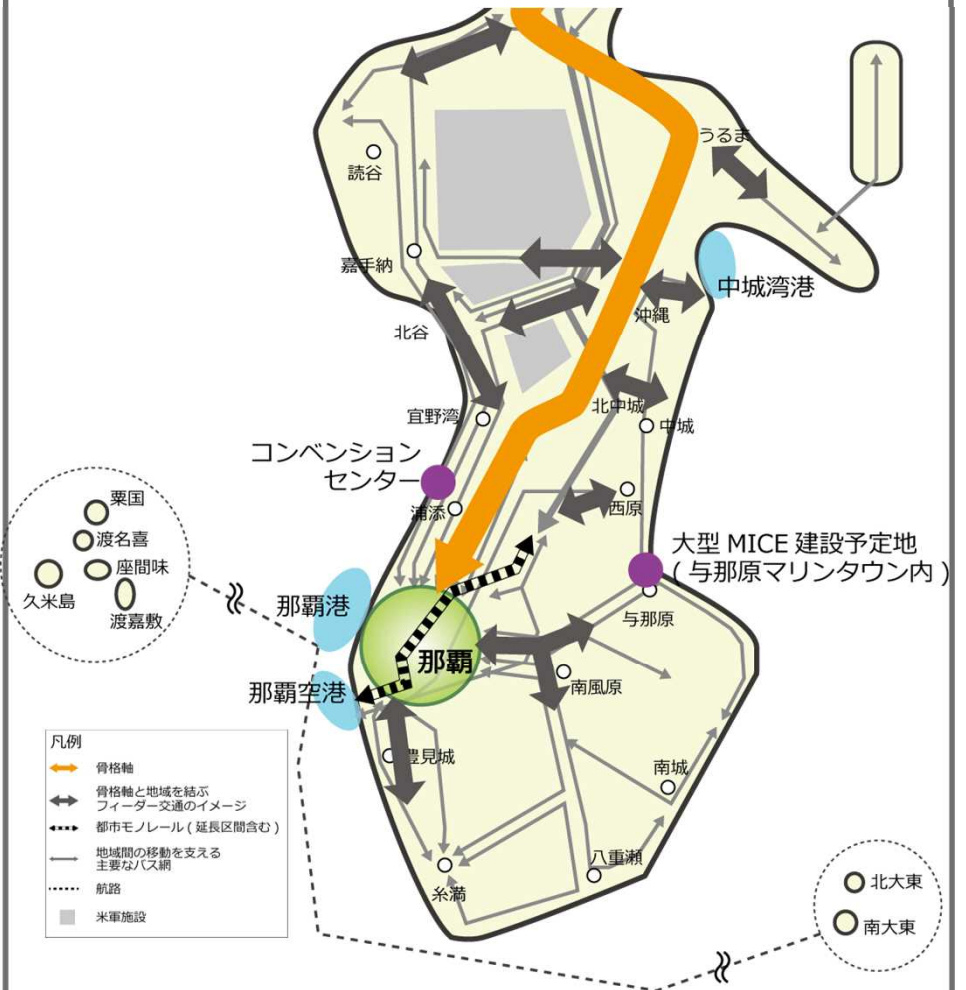 うるま
読谷
嘉手納
中城湾港
沖縄
北谷
北中城
宜野湾
中城
コンベンション
センター
浦添
西原
粟国
渡名喜
座間味
久米島
渡嘉敷
大型 MICE 建設予定地
( 与那原マリンタウン内 )
那覇港
与那原
那覇
南風原
那覇空港
凡例
骨格軸
骨格軸と地域を結ぶ
フィーダー交通のイメージ
都市モノレール ( 延長区間含む )
地域間の移動を支える
主要なバス網
航路
米軍施設
豊見城
南城
八重瀬
糸満
北大東
南大東